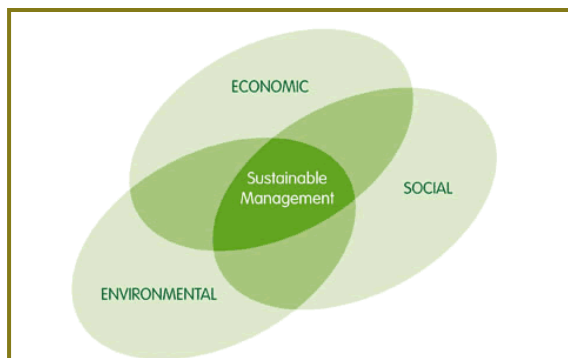 ECONOMIC
Sustainable
Management
SOCIAL
ENVIRONMENTAL